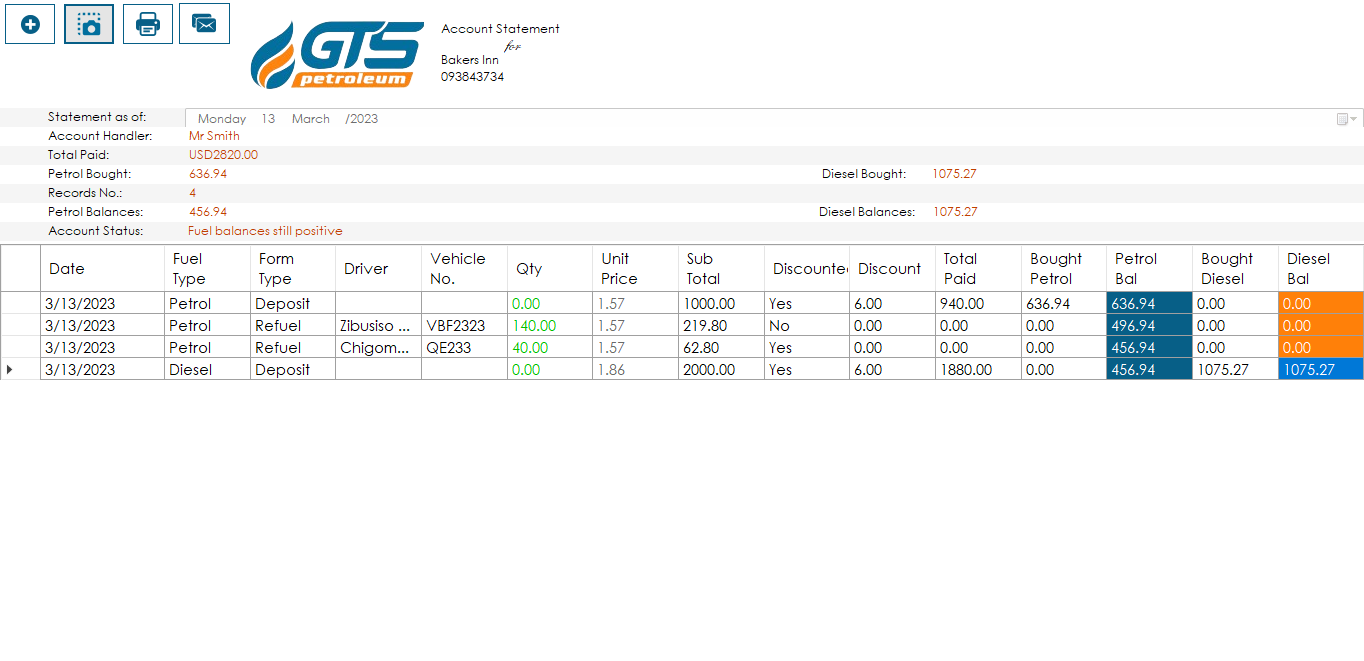 GTS
petroleum
Account Statement
for
Bakers Inn
093843734
Statement as of: Monday 13 March /2023
Account Handler: Mr Smith
Total Paid: USD2820.00
Petrol Bought: 636.94 Diesel Bought: 1075.27
Records No.: 4
Petrol Balances: 456.94 Diesel Balances: 1075.27
Account Status: Fuel balances still positive
Date Fuel Type Form Type Driver Vehicle No. Qty Unit Price Sub Total Discounte Discount Total Paid Bought Petrol Petrol Bal Bought Diesel Diesel Bal
3/13/2023 Petrol Deposit 0.00 1.57 1000.00 Yes 6.00 940.00 636.94 636.94 0.00 0.00
3/13/2023 Petrol Refuel Zibusiso ... VBF2323 140.00 1.57 219.80 No 0.00 0.00 0.00 496.94 0.00 0.00
3/13/2023 Petrol Refuel Chigom... QE233 40.00 1.57 62.80 Yes 0.00 0.00 0.00 456.94 0.00 0.00
3/13/2023 Diesel Deposit 0.00 1.86 2000.00 Yes 6.00 1880.00 0.00 456.94 1075.27 1075.27